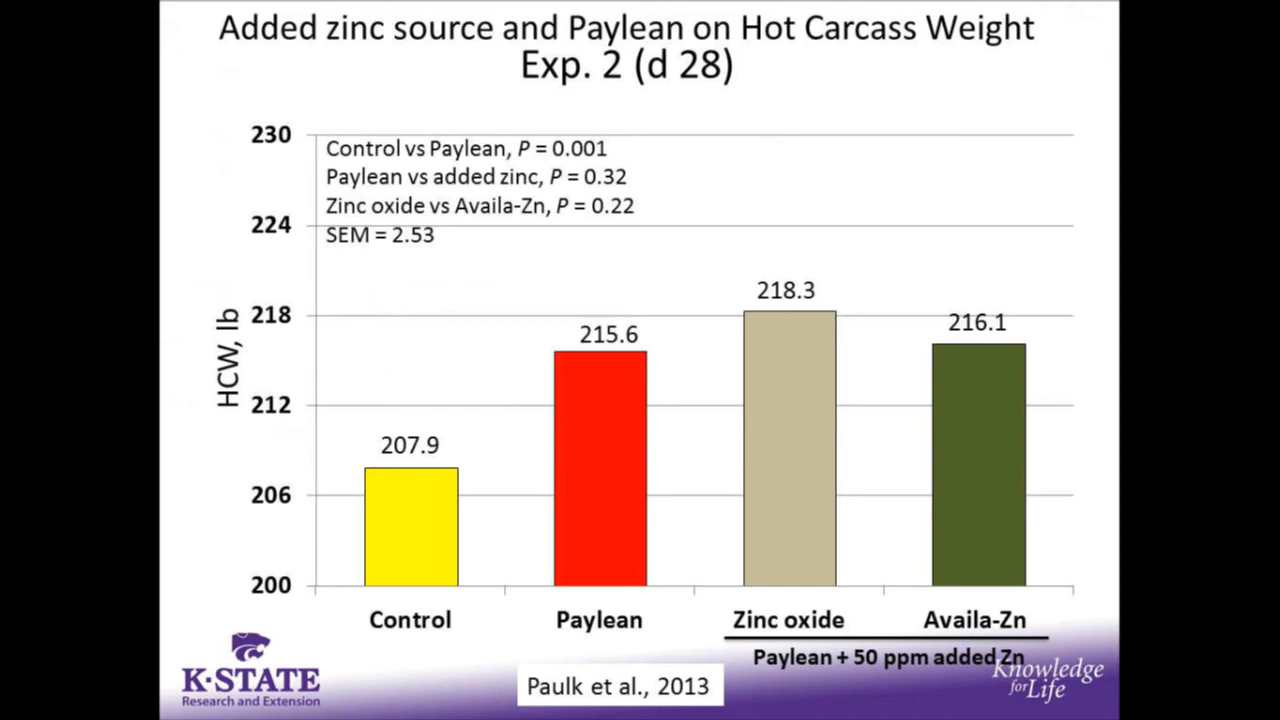 Added zinc source and Paylean on Hot Carcass Weight
Exp. 2 (d 28)
230
224
218
212
206
200
HCW, lb
Control vs Paylean, P = 0.001
Paylean vs added zinc, P = 0.32
Zinc oxide vs Availa-Zn, P = 0.22
SEM = 2.53
207.9
215.6
218.3
216.1
Control
Paylean
Zinc oxide
Availa-Zn
Paylean + 50 ppm added Zn
K-STATE
Research and Extension
Paulk et al., 2013
Knowledge
for Life